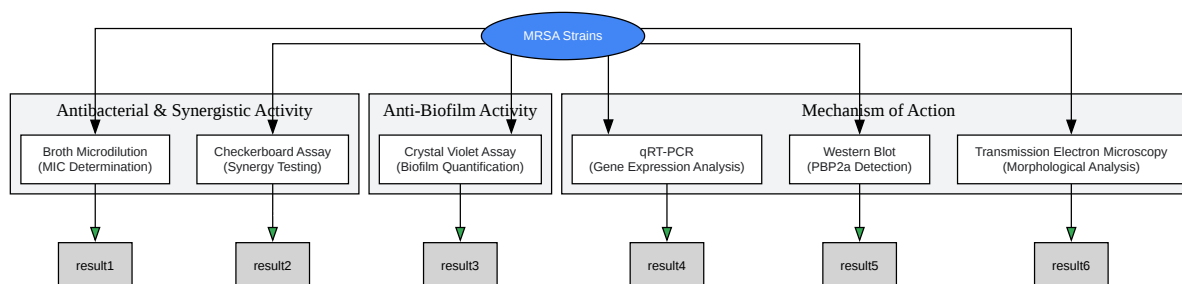 MRSA Strains
Antibacterial & Synergistic Activity
Anti-Biofilm Activity
Mechanism of Action
Broth Microdilution
(MIC Determination)
Checkerboard Assay
(Synergy Testing)
Crystal Violet Assay
(Biofilm Quantification)
qRT-PCR
(Gene Expression Analysis)
Western Blot
(PBP2a Detection)
Transmission Electron Microscopy
(Morphological Analysis)
result1
result2
result3
result4
result5
result6